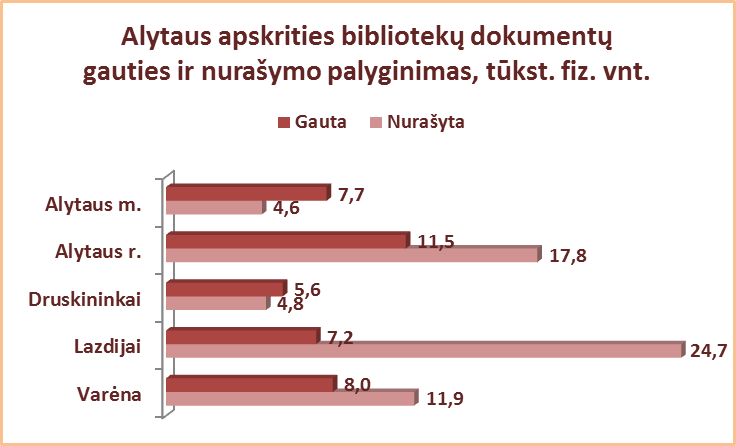 Alytaus apskrities bibliotekų dokumentų
gauties ir nurašymo palyginimas, tūkst. fiz. vnt.
Gauta Nurašyta
Alytaus m.
7,7
4,6
Alytaus r.
11,5
17,8
Druskininkai
5,6
4,8
Lazdijai
7,2
24,7
Varėna
8,0
11,9